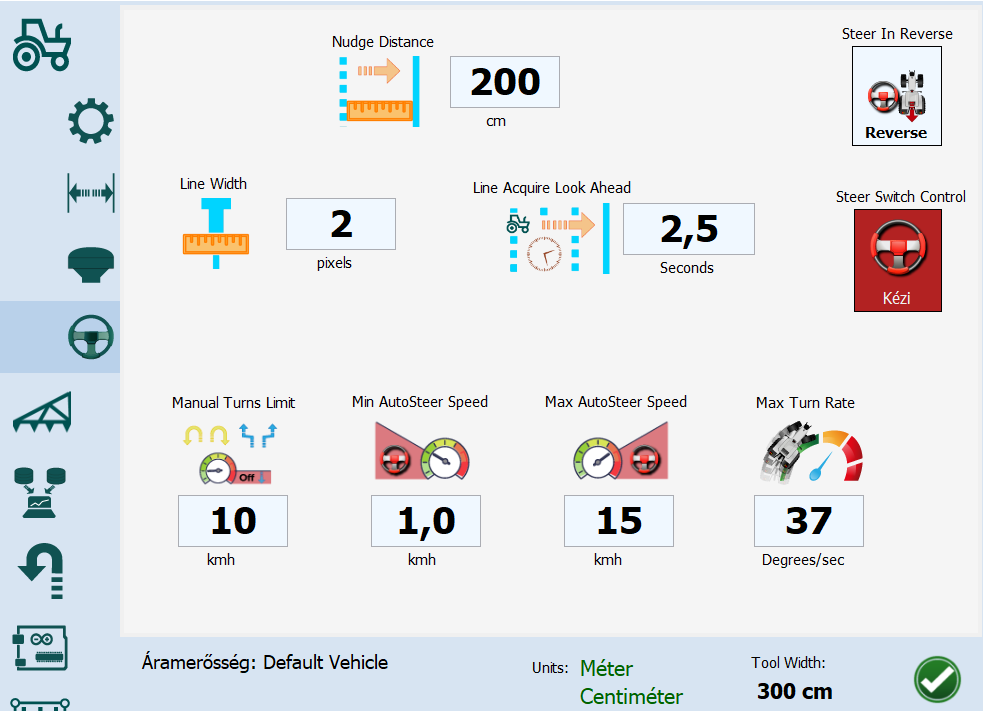 Nudge Distance
200
cm
Steer In Reverse
Reverse
Line Width
2
pixels
Line Acquire Look Ahead
2,5
Seconds
Steer Switch Control
Kézi
Manual Turns Limit
Off
10
kmh
Min AutoSteer Speed
1,0
kmh
Max AutoSteer Speed
15
kmh
Max Turn Rate
37
Degrees/sec
Áramerősség: Default Vehicle
Units: Méter
Centiméter
Tool Width:
300 cm